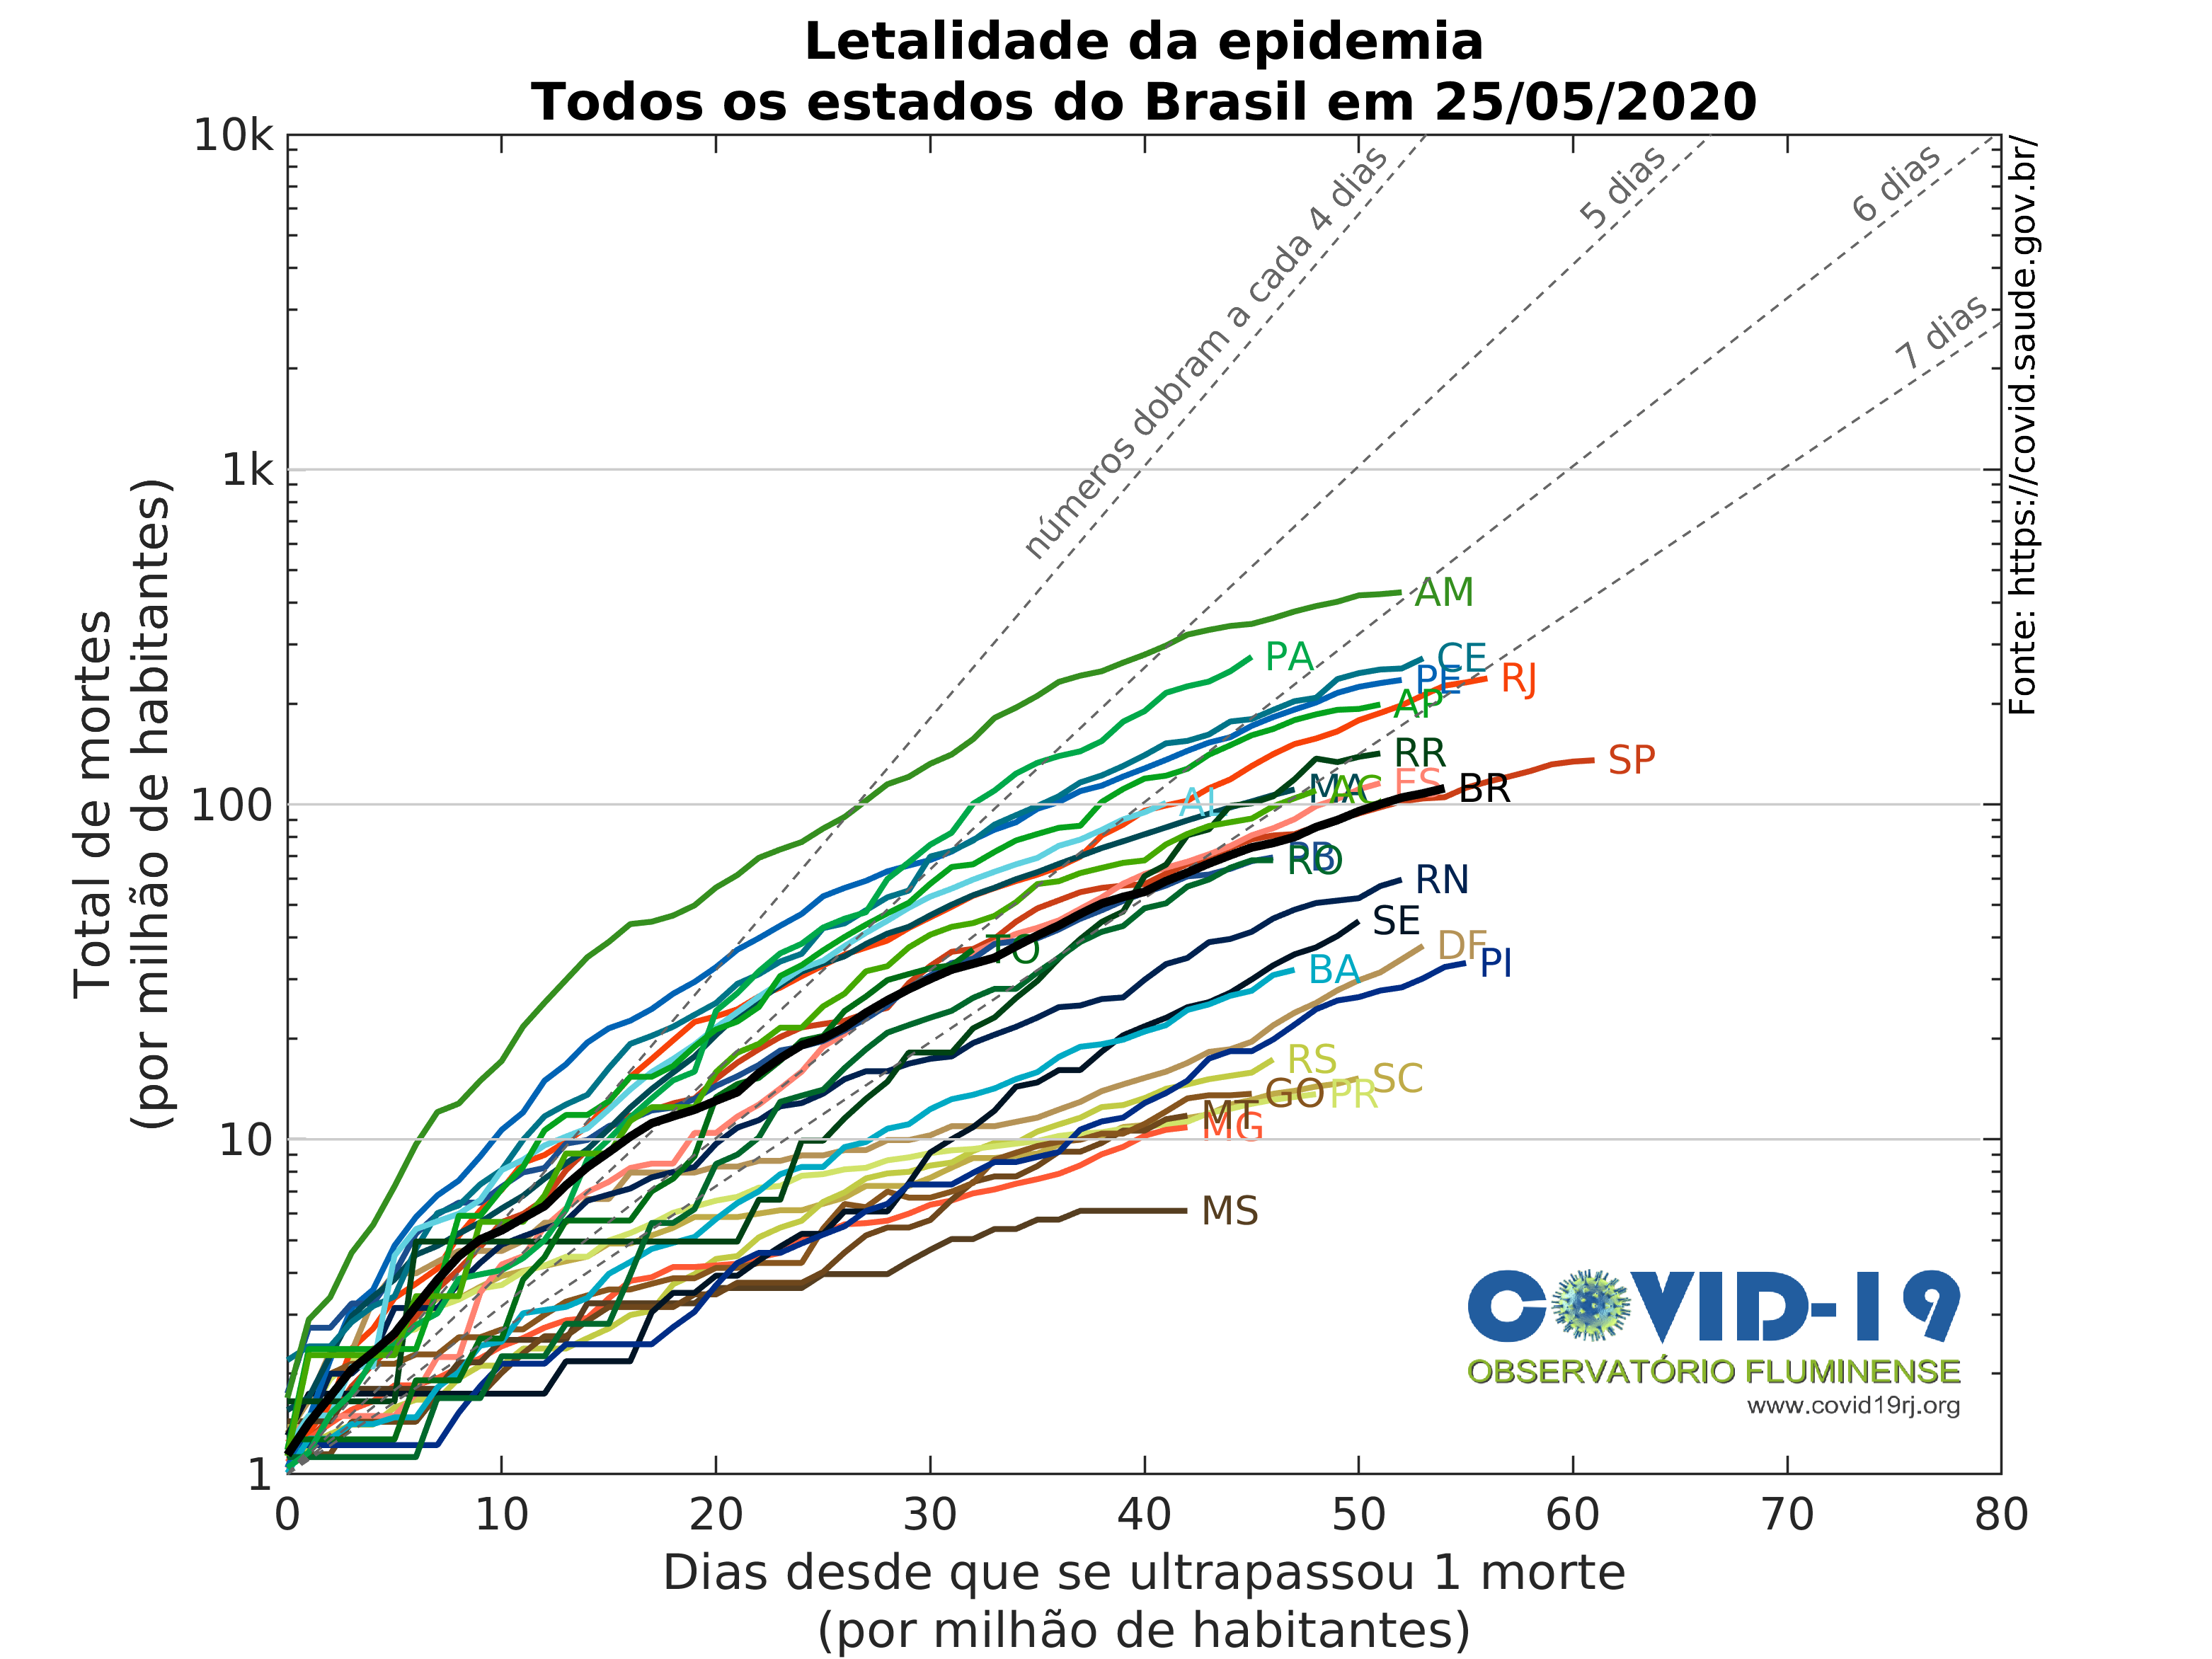 Letalidade da epidemia
Todos os estados do Brasil em 25/05/2020
Total de mortes
(por milhão de habitantes)
10k
1k
100
10
1
números dobram a cada 4 dias
5 dias
6 dias
7 dias
Fonte: https://covid.saude.gov.br/
AM
PA
CE
PE
RJ
AP
RR
SP
MA
AC
ES
BR
AL
PB
RO
RN
SE
TO
DF
PI
BA
RS
SC
GO
PR
MT
MG
MS
COVID-19
OBSERVATÓRIO FLUMINENSE
www.covid19rj.org
0 10 20 30 40 50 60 70 80
Dias desde que se ultrapassou 1 morte
(por milhão de habitantes)